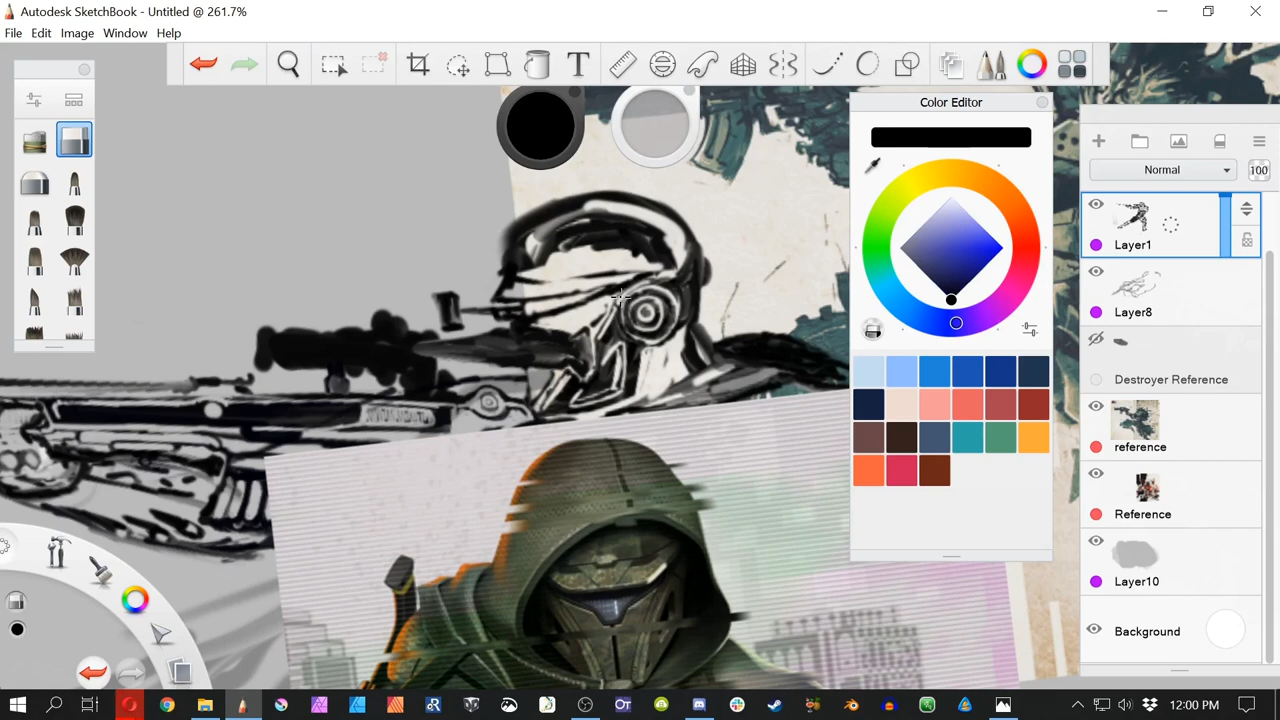 Autodesk SketchBook - Untitled @ 261.7%
File Edit Image Window Help
T
Color Editor
Normal
100
Layer1
Layer8
Destroyer Reference
reference
Reference
Layer10
Background
12:00 PM